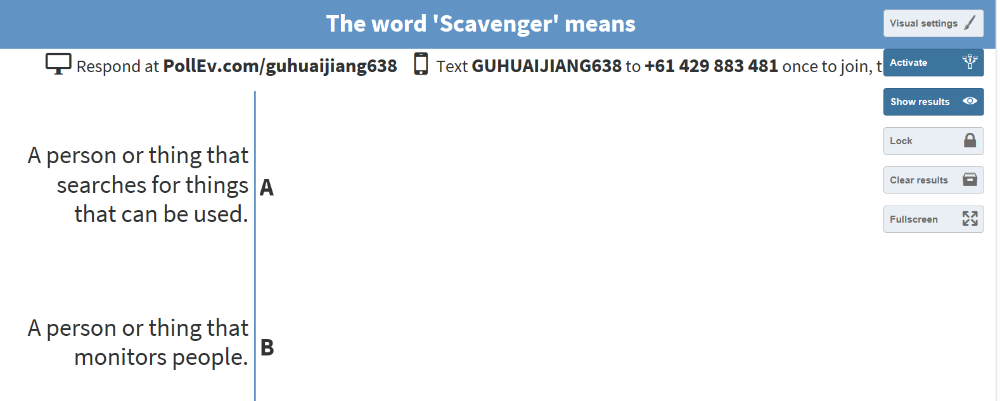 The word 'Scavenger' means
Visual settings
Respond at PollEv.com/guhuaijiang638 Text GUHUAIJIANG638 to +61 429 883 481 once to join, t
Activate
Show results
Lock
Clear results
Fullscreen
A person or thing that
searches for things
that can be used.
A
A person or thing that
monitors people.
B